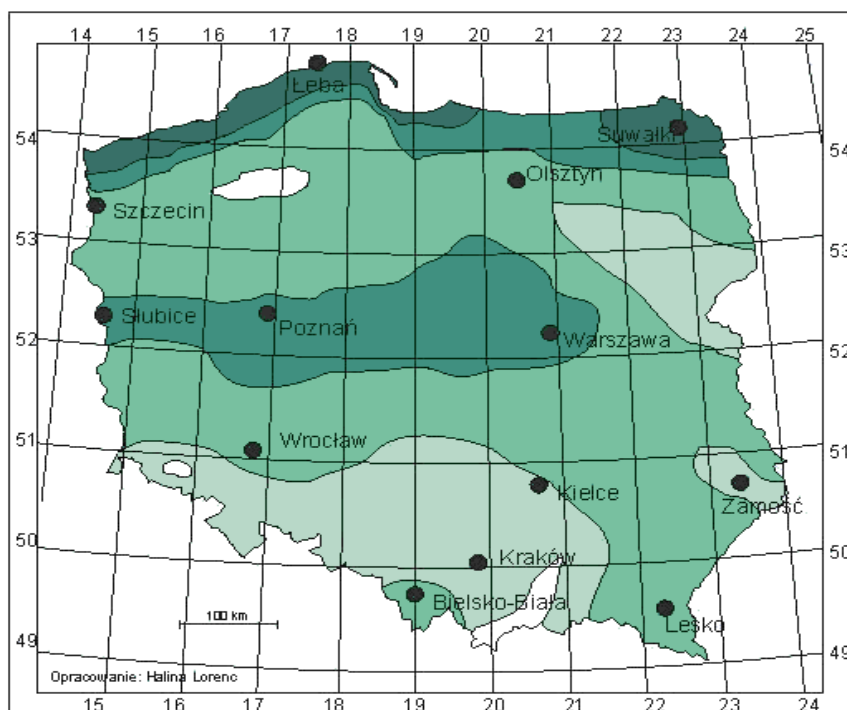 14 15 16 17 18 19 20 21 22 23 24 25
Łeba
54 Suwałki 54
Olsztyn
Szczecin
53 53
Słubice
Poznań
52 Warszawa 52
51 Wrocław 51
Kielce
Zamość
50 Kraków 50
Bielsko-Biała
100 km Lesko
49 49
Opracowanie: Halina Lorenc
15 16 17 18 19 20 21 22 23 24